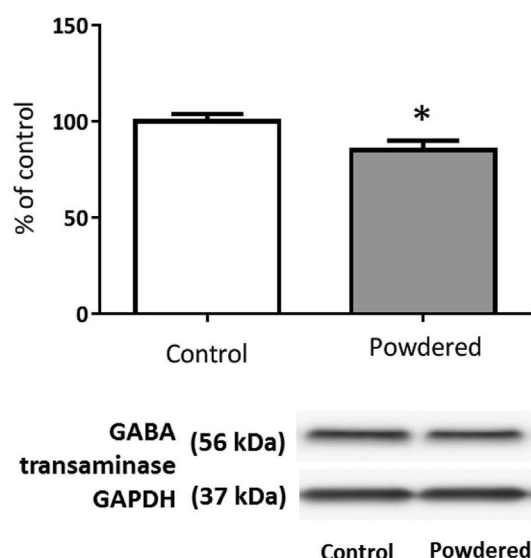 150
100
50
0
% of control
*
Control
Powdered
GABA
transaminase
(56 kDa)
GAPDH (37 kDa)
Control
Powdered